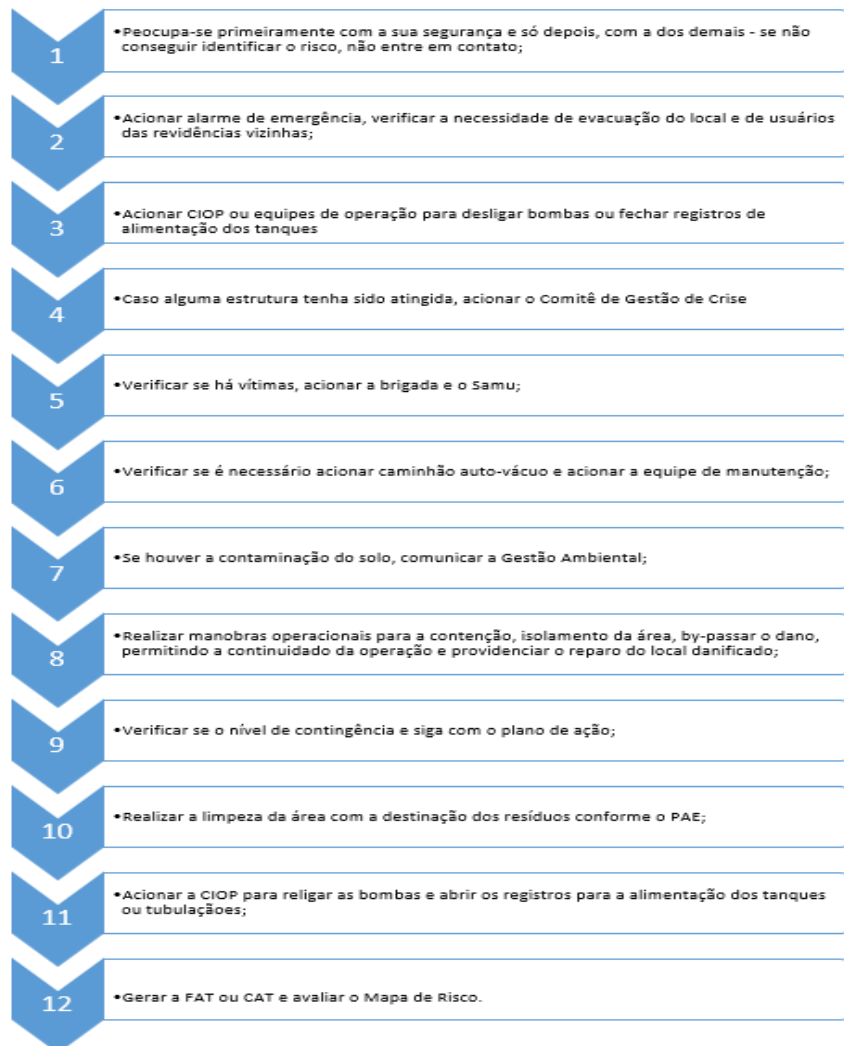 1
•Peocupa-se primeiramente com a sua segurança e só depois, com a dos demais - se não
conseguir identificar o risco, não entre em contato;
2
•Acionar alarme de emergência, verificar a necessidade de evacuação do local e de usuários
das revidências vizinhas;
3
•Acionar CIOP ou equipes de operação para desligar bombas ou fechar registros de
alimentação dos tanques
4
•Caso alguma estrutura tenha sido atingida, acionar o Comitê de Gestão de Crise
5
•Verificar se há vítimas, acionar a brigada e o Samu;
6
•Verificar se é necessário acionar caminhão auto-vácuo e acionar a equipe de manutenção;
7
•Se houver a contaminação do solo, comunicar a Gestão Ambiental;
8
•Realizar manobras operacionais para a contenção, isolamento da área, by-passar o dano,
permitindo a continuidado da operação e providenciar o reparo do local danificado;
9
•Verificar se o nível de contingência e siga com o plano de ação;
10
•Realizar a limpeza da área com a destinação dos resíduos conforme o PAE;
11
•Acionar a CIOP para religar as bombas e abrir os registros para a alimentação dos tanques
ou tubulaçãoes;
12
•Gerar a FAT ou CAT e avaliar o Mapa de Risco.